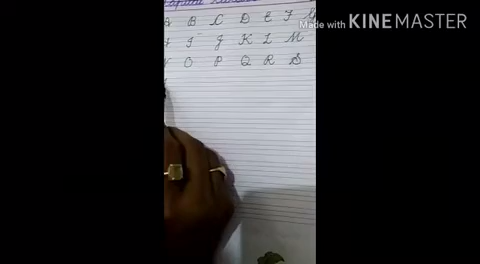 Made with KINEMASTER
A B C D E F
I J K L M
O P Q R S